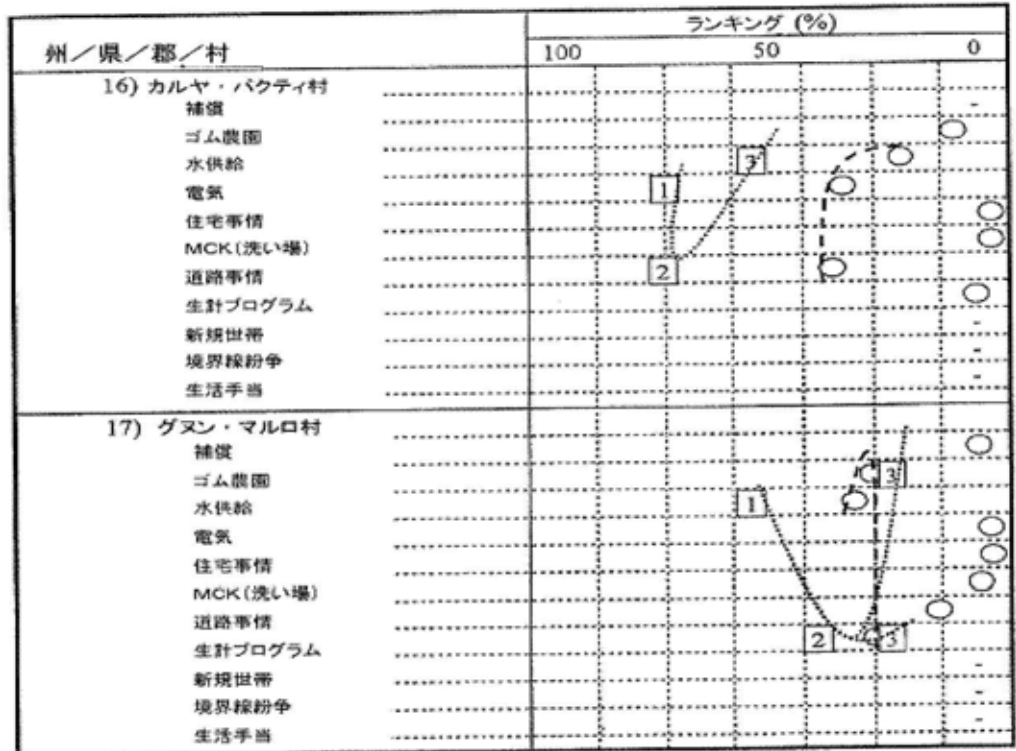 ランキング (%)
州／県／郡／村 100 50 0
16) カルヤ・バクティ村
補償 -
ゴム農園
水供給 3
電気 1
住宅事情
MCK(洗い場)
道路事情 2
生計プログラム
新規世帯 -
境界線紛争 -
生活手当 -
17) グヌン・マルロ村
補償
ゴム農園 3
水供給 1
電気
住宅事情
MCK(洗い場)
道路事情
生計プログラム 2 3
新規世帯 -
境界線紛争 -
生活手当 -